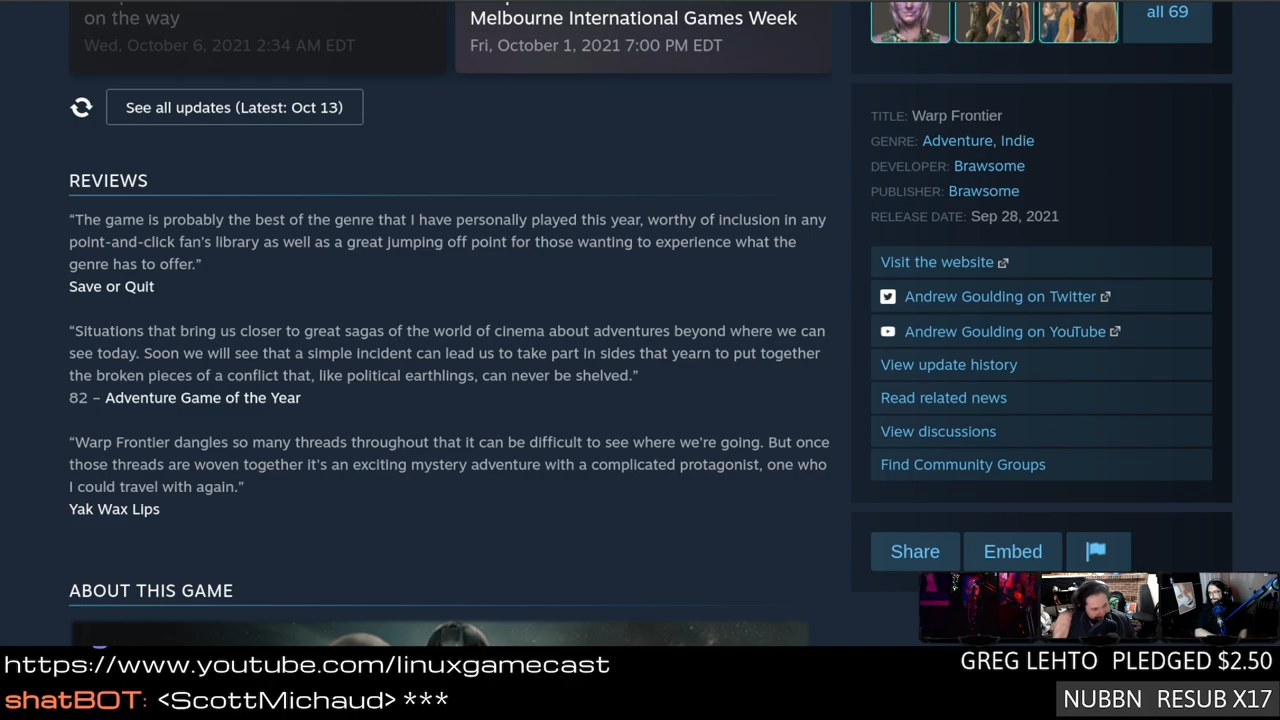 on the way
Wed, October 6, 2021 2:34 AM EDT
Melbourne International Games Week
Fri, October 1, 2021 7:00 PM EDT
all 69
See all updates (Latest: Oct 13)
REVIEWS
“The game is probably the best of the genre that I have personally played this year, worthy of inclusion in any
point-and-click fan’s library as well as a great jumping off point for those wanting to experience what the
genre has to offer.”
Save or Quit
“Situations that bring us closer to great sagas of the world of cinema about adventures beyond where we can
see today. Soon we will see that a simple incident can lead us to take part in sides that yearn to put together
the broken pieces of a conflict that, like political earthlings, can never be shelved.”
82 – Adventure Game of the Year
“Warp Frontier dangles so many threads throughout that it can be difficult to see where we're going. But once
those threads are woven together it's an exciting mystery adventure with a complicated protagonist, one who
I could travel with again.”
Yak Wax Lips
ABOUT THIS GAME
TITLE: Warp Frontier
GENRE: Adventure, Indie
DEVELOPER: Brawsome
PUBLISHER: Brawsome
RELEASE DATE: Sep 28, 2021
Visit the website
Andrew Goulding on Twitter
Andrew Goulding on YouTube
View update history
Read related news
View discussions
Find Community Groups
Share
Embed
https://www.youtube.com/linuxgamecast
GREG LEHTO PLEDGED $2.50
shatBOT: <ScottMichaud> ***
NUBBN RESUB X17